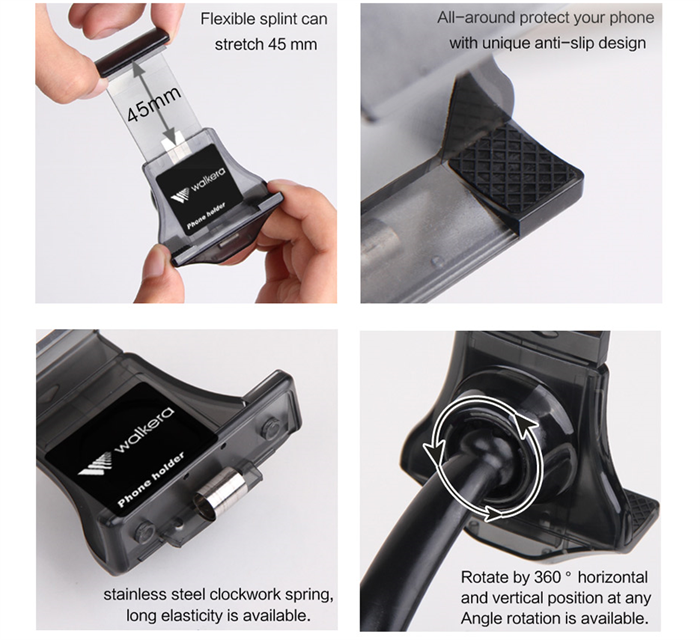 Flexible splint can
stretch 45 mm
45mm
walkera
Phone holder
All-around protect your phone
with unique anti-slip design
walkera
Phone holder
stainless steel clockwork spring,
long elasticity is available.
Rotate by 360° horizontal
and vertical position at any
Angle rotation is available.